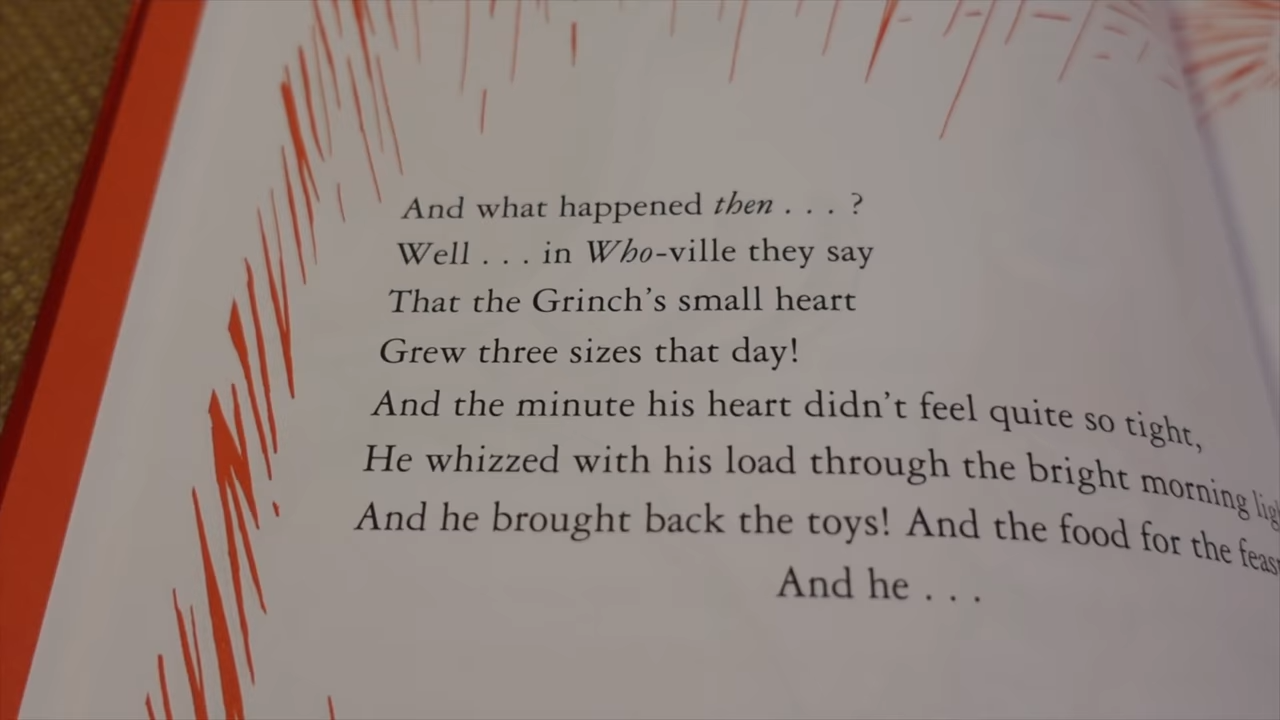 And what happened then . . . ?
Well . . . in Who-ville they say
That the Grinch's small heart
Grew three sizes that day!
And the minute his heart didn't feel quite so tight,
He whizzed with his load through the bright morning
And he brought back the toys! And the food for the
And he . . .